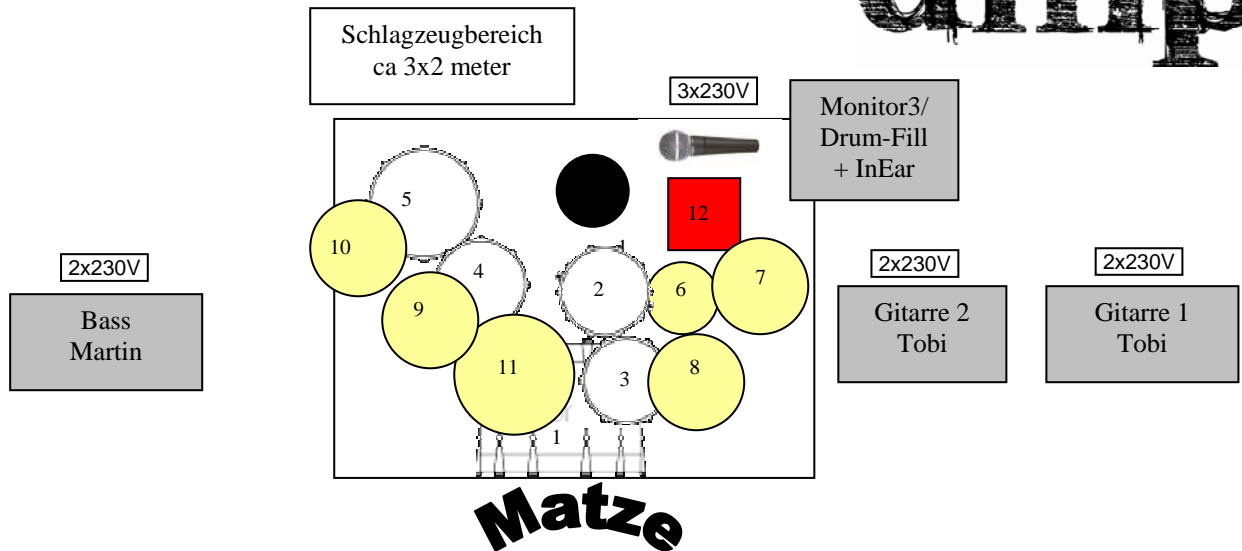 Schlagzeugbereich
ca 3x2 meter
3x230V
Monitor3/
Drum-Fill
+ InEar
5
12
10
4
2
6
7
9
11
3
8
1
2x230V
Bass
Martin
2x230V
Gitarre 2
Tobi
2x230V
Gitarre 1
Tobi
Matze